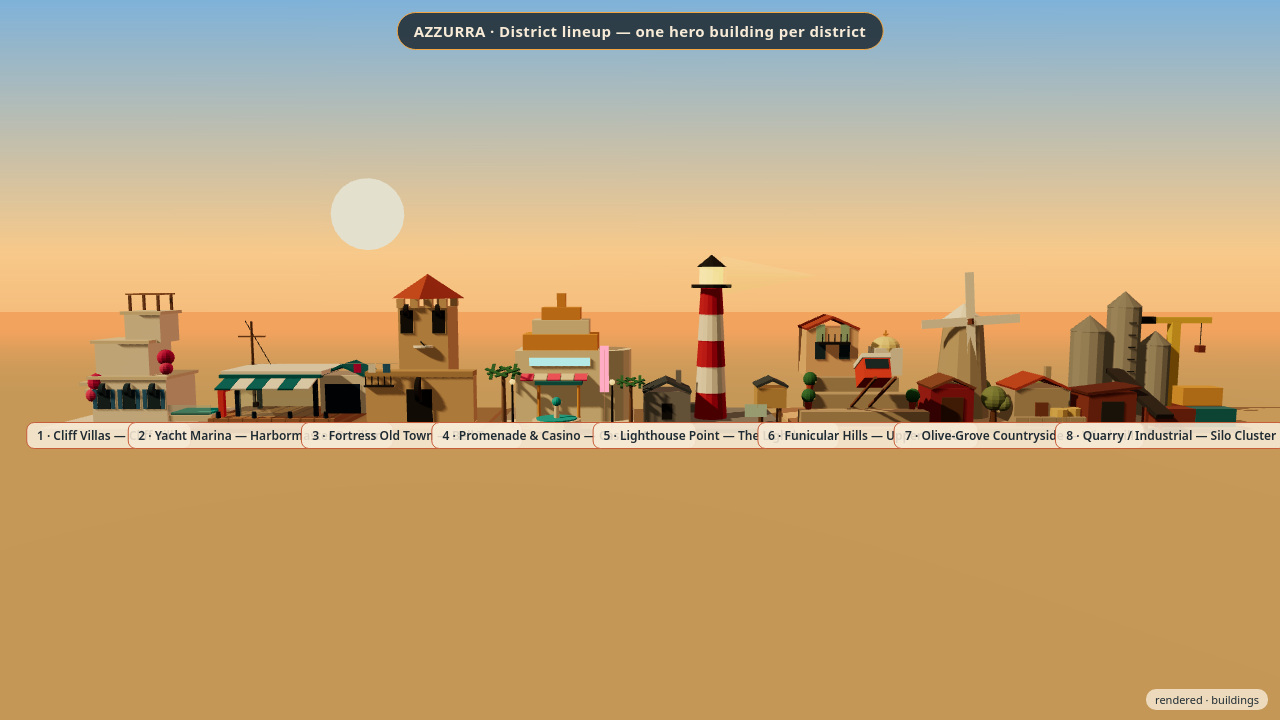 AZZURRA · District lineup — one hero building per district
1 · Cliff Villas —
2 · Yacht Marina — Harborm
3 · Fortress Old Town
4 · Promenade & Casino —
5 · Lighthouse Point — The
6 · Funicular Hills — U
7 · Olive-Grove Countryside
8 · Quarry / Industrial — Silo Cluster
rendered · buildings